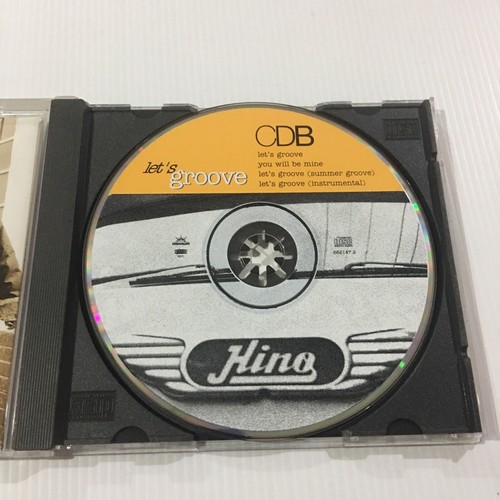 CDB
let's groove
let's groove
you will be mine
let's groove (summer groove)
let's groove (instrumental)
Hino